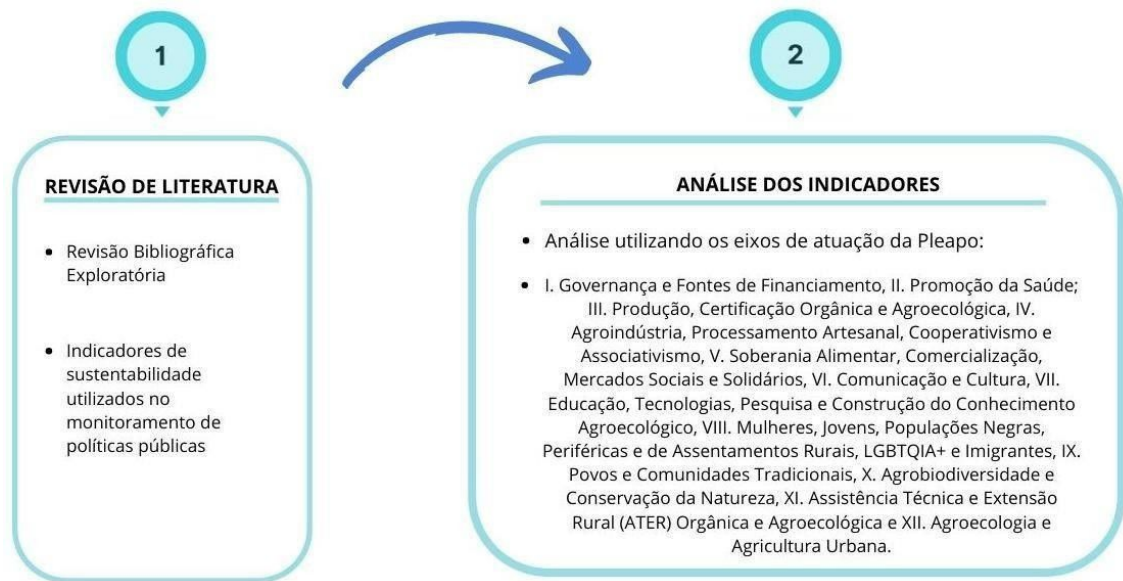 1
REVISÃO DE LITERATURA
• Revisão Bibliográfica
Exploratória
• Indicadores de
sustentabilidade
utilizados no
monitoramento de
políticas públicas
2
ANÁLISE DOS INDICADORES
• Análise utilizando os eixos de atuação da Pleapo:
• I. Governança e Fontes de Financiamento, II. Promoção da Saúde;
III. Produção, Certificação Orgânica e Agroecológica, IV.
Agroindústria, Processamento Artesanal, Cooperativismo e
Associativismo, V. Soberania Alimentar, Comercialização,
Mercados Sociais e Solidários, VI. Comunicação e Cultura, VII.
Educação, Tecnologias, Pesquisa e Construção do Conhecimento
Agroecológico, VIII. Mulheres, Jovens, Populações Negras,
Periféricas e de Assentamentos Rurais, LGBTQIA+ e Imigrantes, IX.
Povos e Comunidades Tradicionais, X. Agrobiodiversidade e
Conservação da Natureza, XI. Assistência Técnica e Extensão
Rural (ATER) Orgânica e Agroecológica e XII. Agroecologia e
Agricultura Urbana.